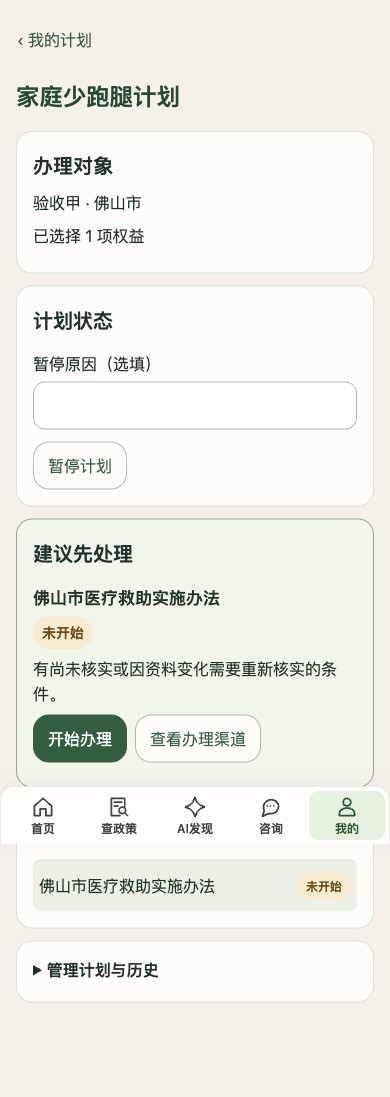 ‹ 我的计划
家庭少跑腿计划
办理对象
验收甲 · 佛山市
已选择 1 项权益
计划状态
暂停原因（选填）
暂停计划
建议先处理
佛山市医疗救助实施办法
未开始
有尚未核实或因资料变化需要重新核实的条
件。
开始办理 查看办理渠道
首页 查政策 AI发现 咨询 我的
佛山市医疗救助实施办法 未开始
▶ 管理计划与历史